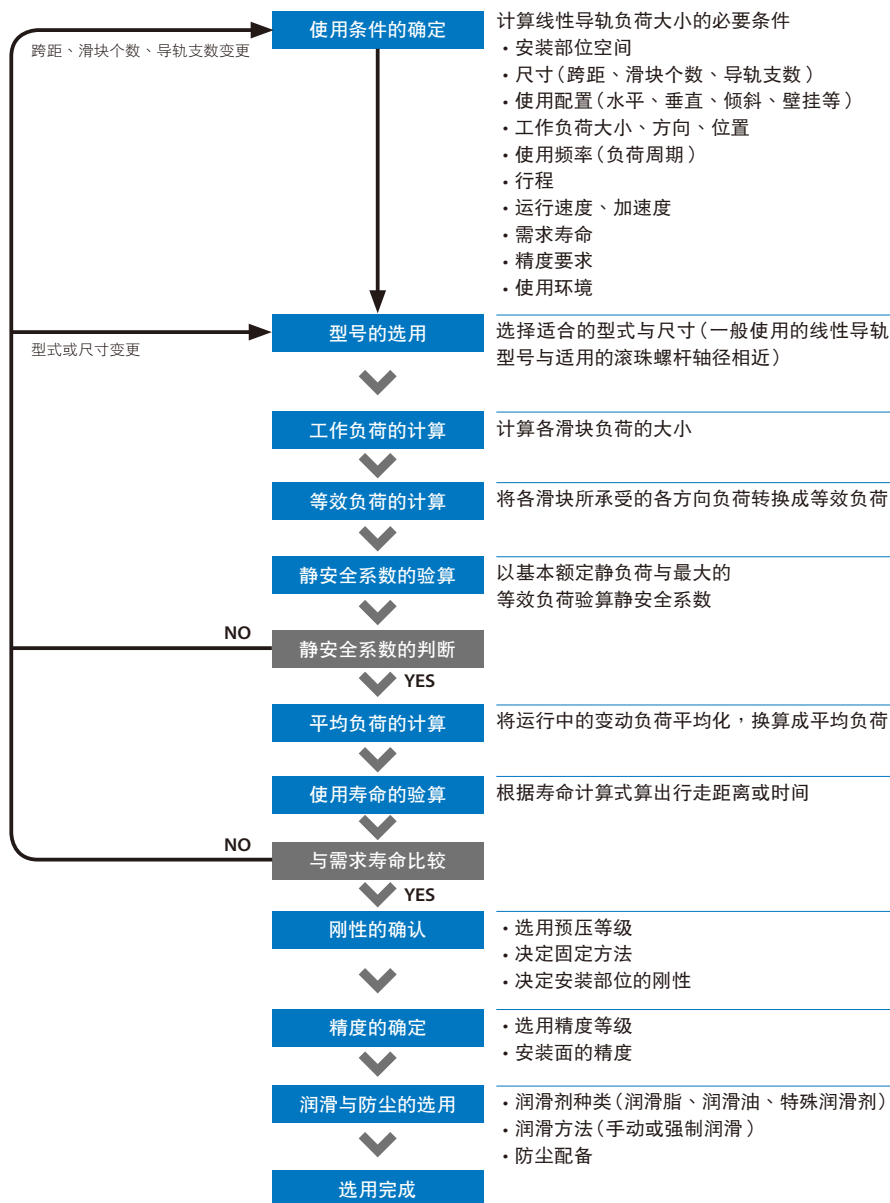 使用条件的确定
计算线性导轨负荷大小的必要条件
跨距、滑块个数、导轨支数变更
・安装部位空间
・尺寸(跨距、滑块个数、导轨支数)
・使用配置(水平、垂直、倾斜、壁挂等)
・工作负荷大小、方向、位置
・使用频率(负荷周期)
・行程
・运行速度、加速度
・需求寿命
・精度要求
・使用环境
型号的选用
选择适合的型式与尺寸(一般使用的线性导轨
型号与适用的滚珠螺杆轴径相近)
型式或尺寸变更
工作负荷的计算
计算各滑块负荷的大小
等效负荷的计算
将各滑块所承受的各方向负荷转换成等效负荷
静安全系数的验算
以基本额定静负荷与最大的
等效负荷验算静安全系数
NO
静安全系数的判断
YES
平均负荷的计算
将运行中的变动负荷平均化,换算成平均负荷
使用寿命的验算
根据寿命计算式算出行走距离或时间
NO
与需求寿命比较
YES
刚性的确认
・选用预压等级
・决定固定方法
・决定安装部位的刚性
精度的确定
・选用精度等级
・安装面的精度
润滑与防尘的选用
・润滑剂种类(润滑脂、润滑油、特殊润滑剂)
・润滑方法(手动或强制润滑)
・防尘配备
选用完成